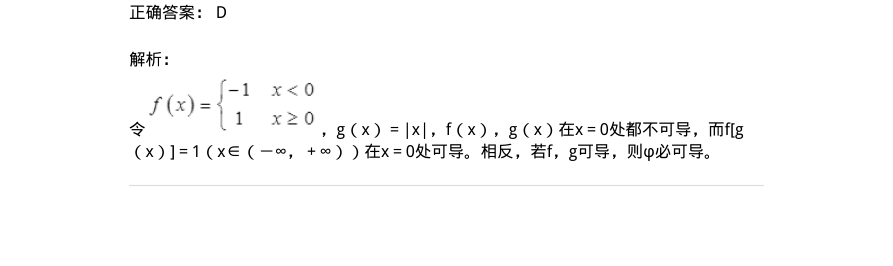 正确答案： D
解析：
令 f(x)={-1 x<0
1 x≥0 ，g（x）=|x|，f（x），g（x）在x=0处都不可导，而f[g
（x）]=1（x∈（－∞，+∞））在x=0处可导。相反，若f，g可导，则φ必可导。